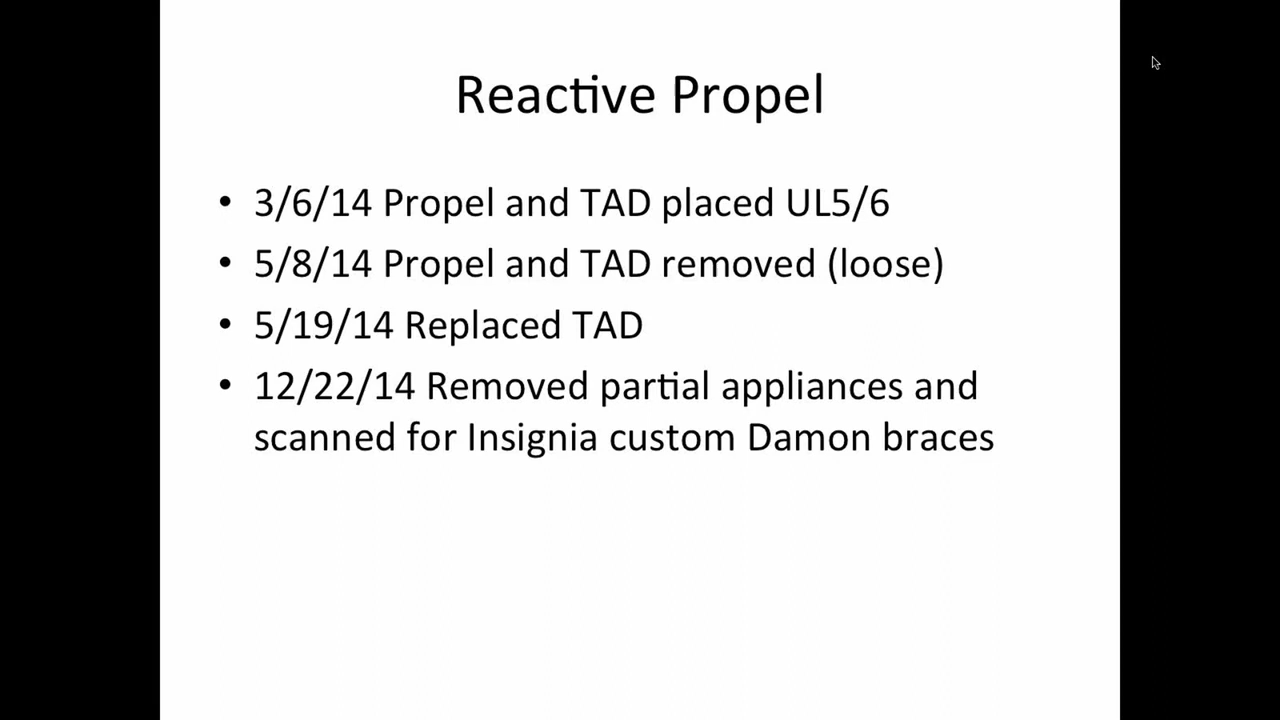 Reactive Propel
• 3/6/14 Propel and TAD placed UL5/6
• 5/8/14 Propel and TAD removed (loose)
• 5/19/14 Replaced TAD
• 12/22/14 Removed partial appliances and
scanned for Insignia custom Damon braces